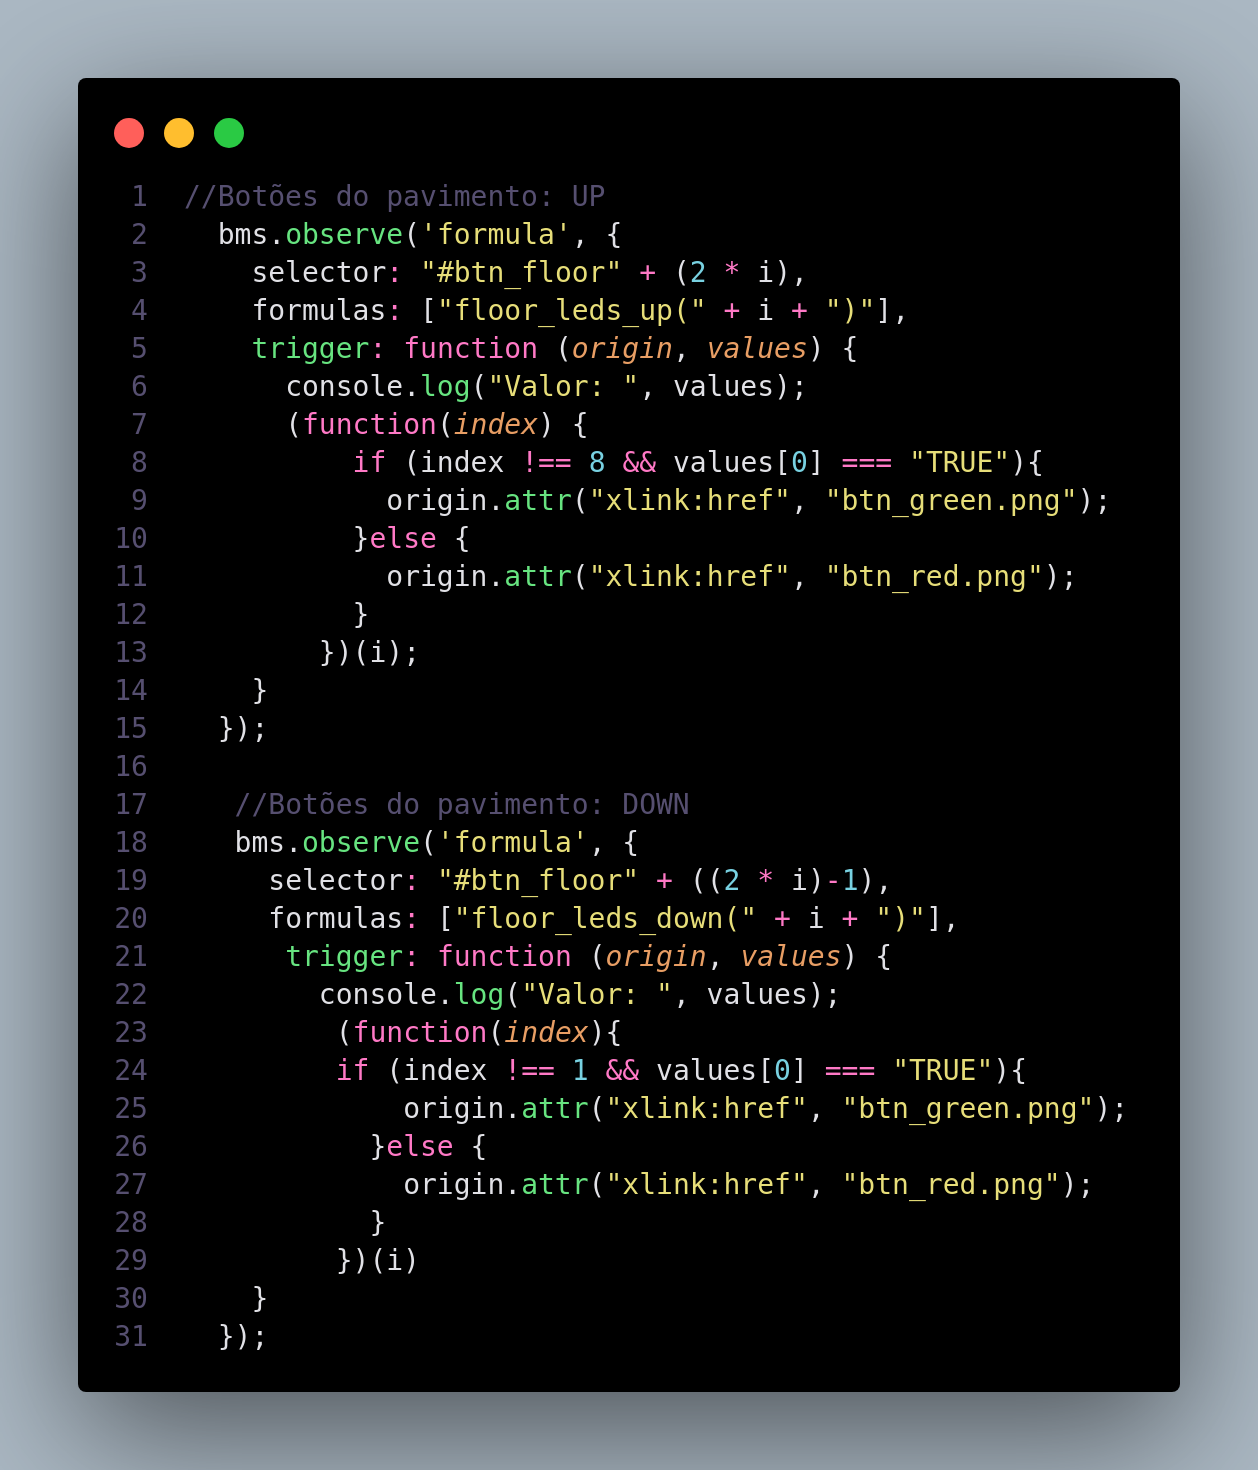 1 //Botões do pavimento: UP
2   bms.observe('formula', {
3     selector: "#btn_floor" + (2 * i),
4     formulas: ["floor_leds_up(" + i + ")"],
5     trigger: function (origin, values) {
6       console.log("Valor: ", values);
7       (function(index) {
8           if (index !== 8 && values[0] === "TRUE"){
9             origin.attr("xlink:href", "btn_green.png");
10           }else {
11             origin.attr("xlink:href", "btn_red.png");
12           }
13         })(i);
14     }
15   });
16
17    //Botões do pavimento: DOWN
18    bms.observe('formula', {
19      selector: "#btn_floor" + ((2 * i)-1),
20      formulas: ["floor_leds_down(" + i + ")"],
21       trigger: function (origin, values) {
22         console.log("Valor: ", values);
23          (function(index){
24          if (index !== 1 && values[0] === "TRUE"){
25              origin.attr("xlink:href", "btn_green.png");
26            }else {
27              origin.attr("xlink:href", "btn_red.png");
28            }
29          })(i)
30     }
31   });